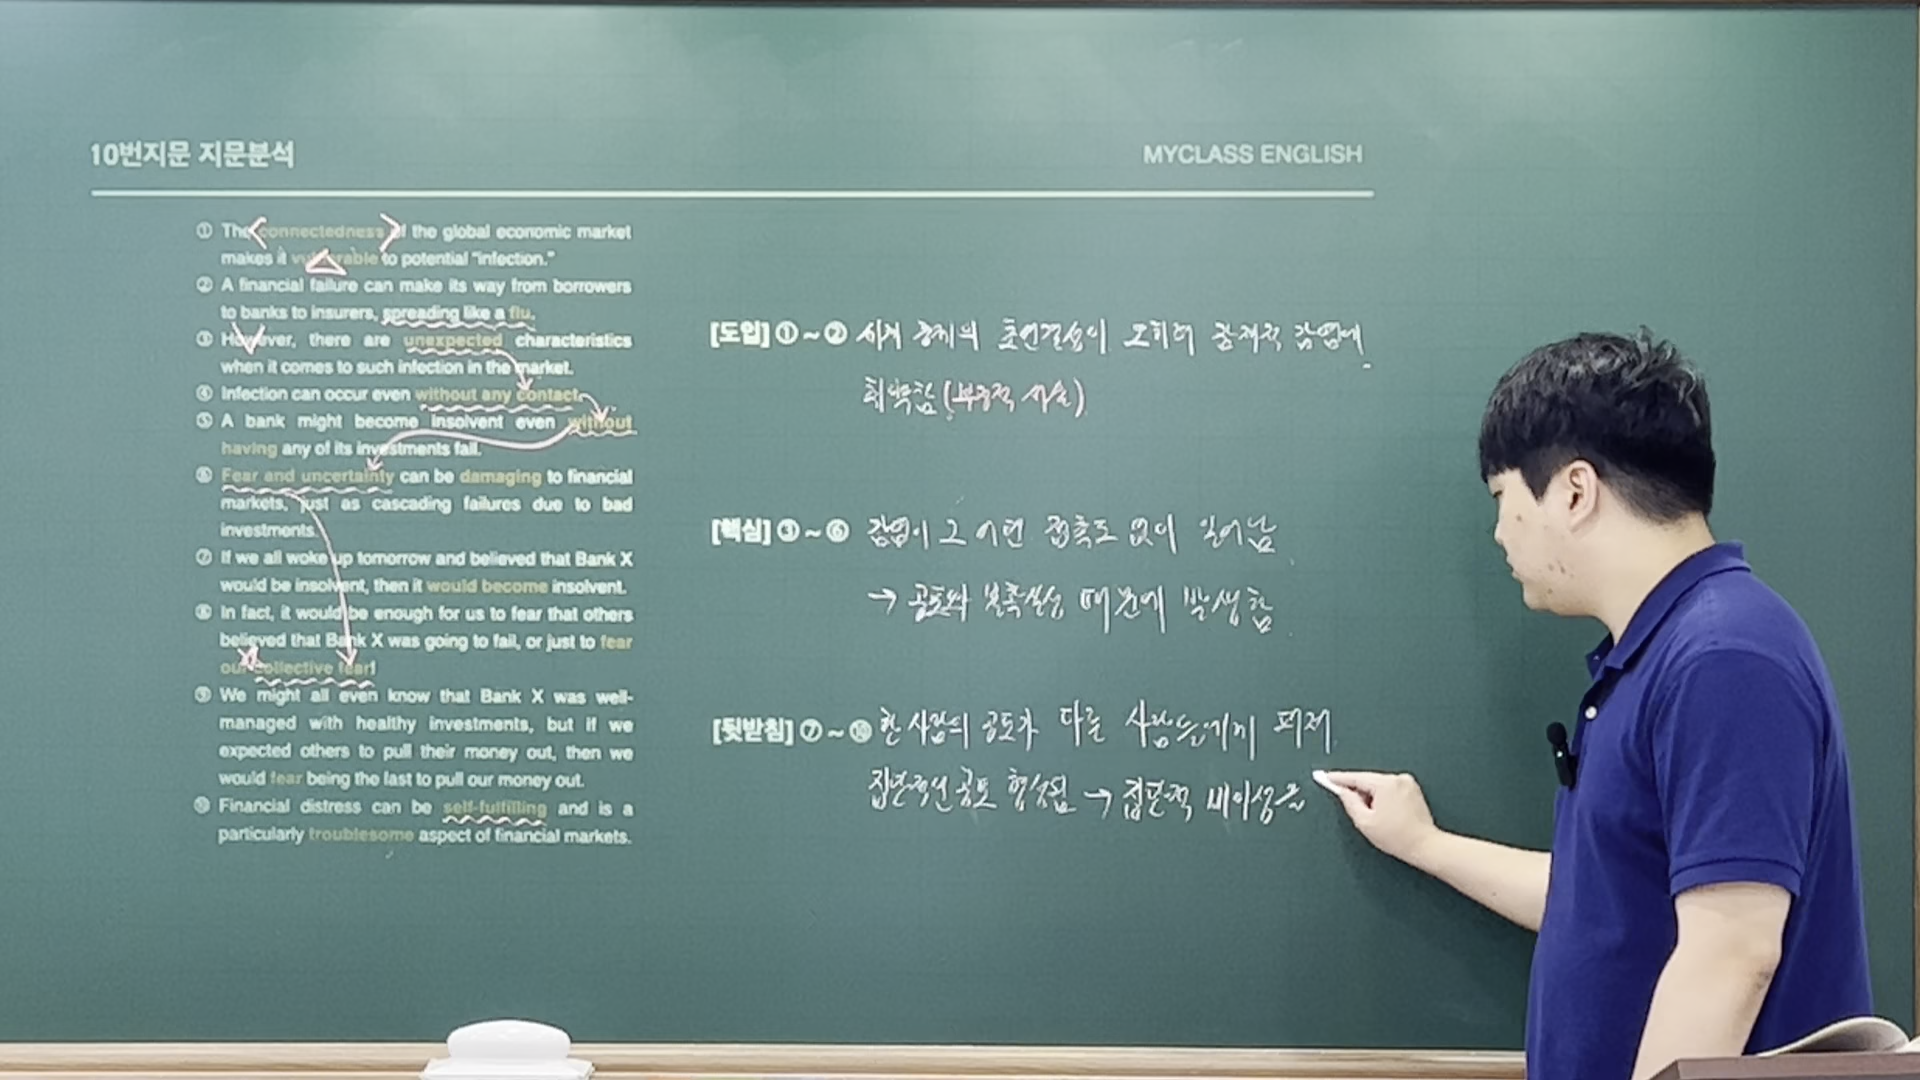 10번지문 지문분석
MYCLASS ENGLISH
① The connectedness of the global economic market
makes it vulnerable to potential "infection."
② A financial failure can make its way from borrowers
to banks to insurers, spreading like a flu.
③ However, there are unexpected characteristics
when it comes to such infection in the market.
④ Infection can occur even without any contact.
⑤ A bank might become insolvent even without
having any of its investments fail.
⑥ Fear and uncertainty can be damaging to financial
markets, just as cascading failures due to bad
investments.
⑦ If we all woke up tomorrow and believed that Bank X
would be insolvent, then it would become insolvent.
⑧ In fact, it would be enough for us to fear that others
believed that Bank X was going to fail, or just to fear
our collective fear!
⑨ We might all even know that Bank X was well-
managed with healthy investments, but if we
expected others to pull their money out, then we
would fear being the last to pull our money out.
⑩ Financial distress can be self-fulfilling and is a
particularly troublesome aspect of financial markets.
[도입] ① ~ ② 세계 경제의 초연결성이 오히려 잠재적 감염에
취약함 (부정적 서술)
[핵심] ③ ~ ⑥ 감염이 그 어떤 접촉도 없이 일어남
→ 공포와 불확실성 때문에 발생함
[뒷받침] ⑦ ~ ⑩ 한 사람의 공포가 다른 사람들에게 퍼져
집단적인 공포 형성됨 → 집단적 비이성을